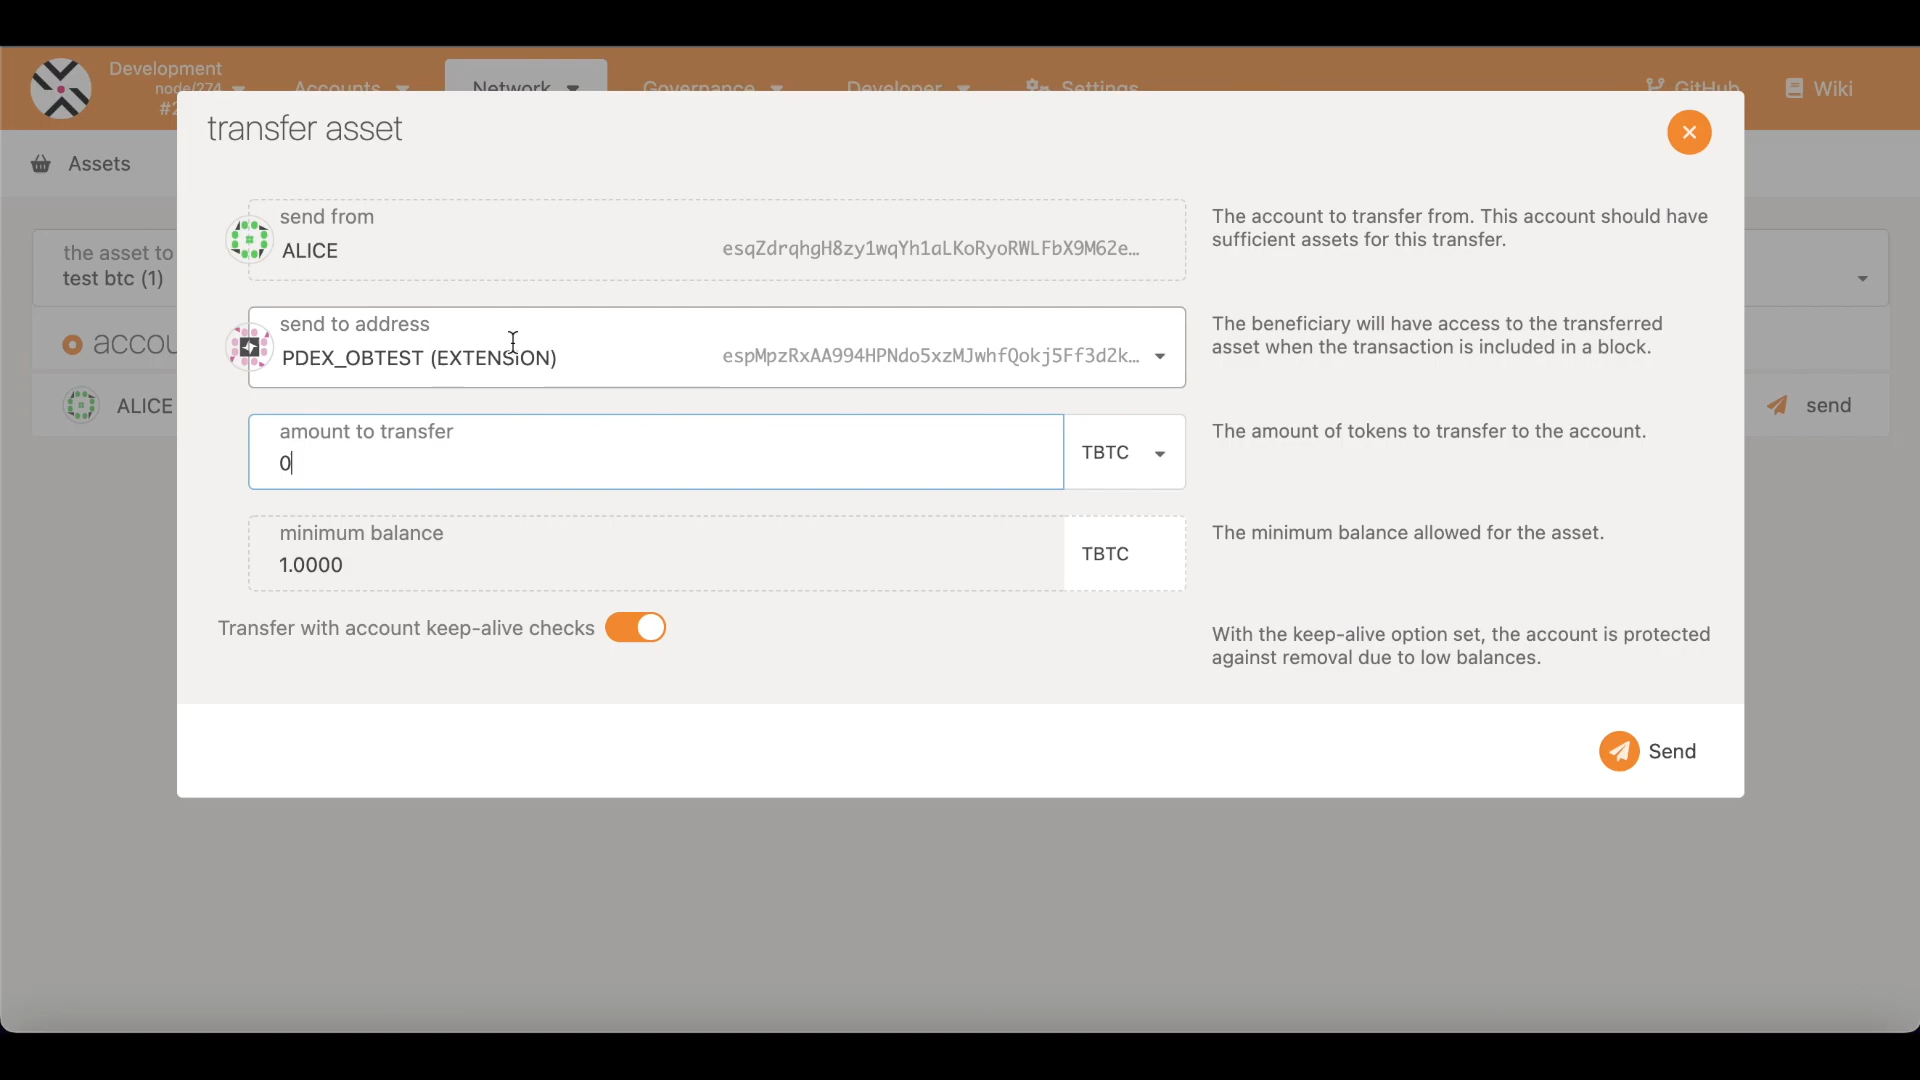 Development
node/274
#2
Accounts
Network
Governance
Developer
Settings
GitHub
Wiki
transfer asset
Assets
send from
ALICE
esqZdrqhgH8zy1wqYh1aLKoRyoRWLFbX9M62e…
The account to transfer from. This account should have
sufficient assets for this transfer.
the asset to
test btc (1)
send to address
PDEX_OBTEST (EXTENSION)
espMpzRxAA994HPNdo5xzMJwhfQokj5Ff3d2k…
The beneficiary will have access to the transferred
asset when the transaction is included in a block.
accou
ALICE
send
amount to transfer
0
TBTC
The amount of tokens to transfer to the account.
minimum balance
1.0000
TBTC
The minimum balance allowed for the asset.
Transfer with account keep-alive checks
With the keep-alive option set, the account is protected
against removal due to low balances.
Send